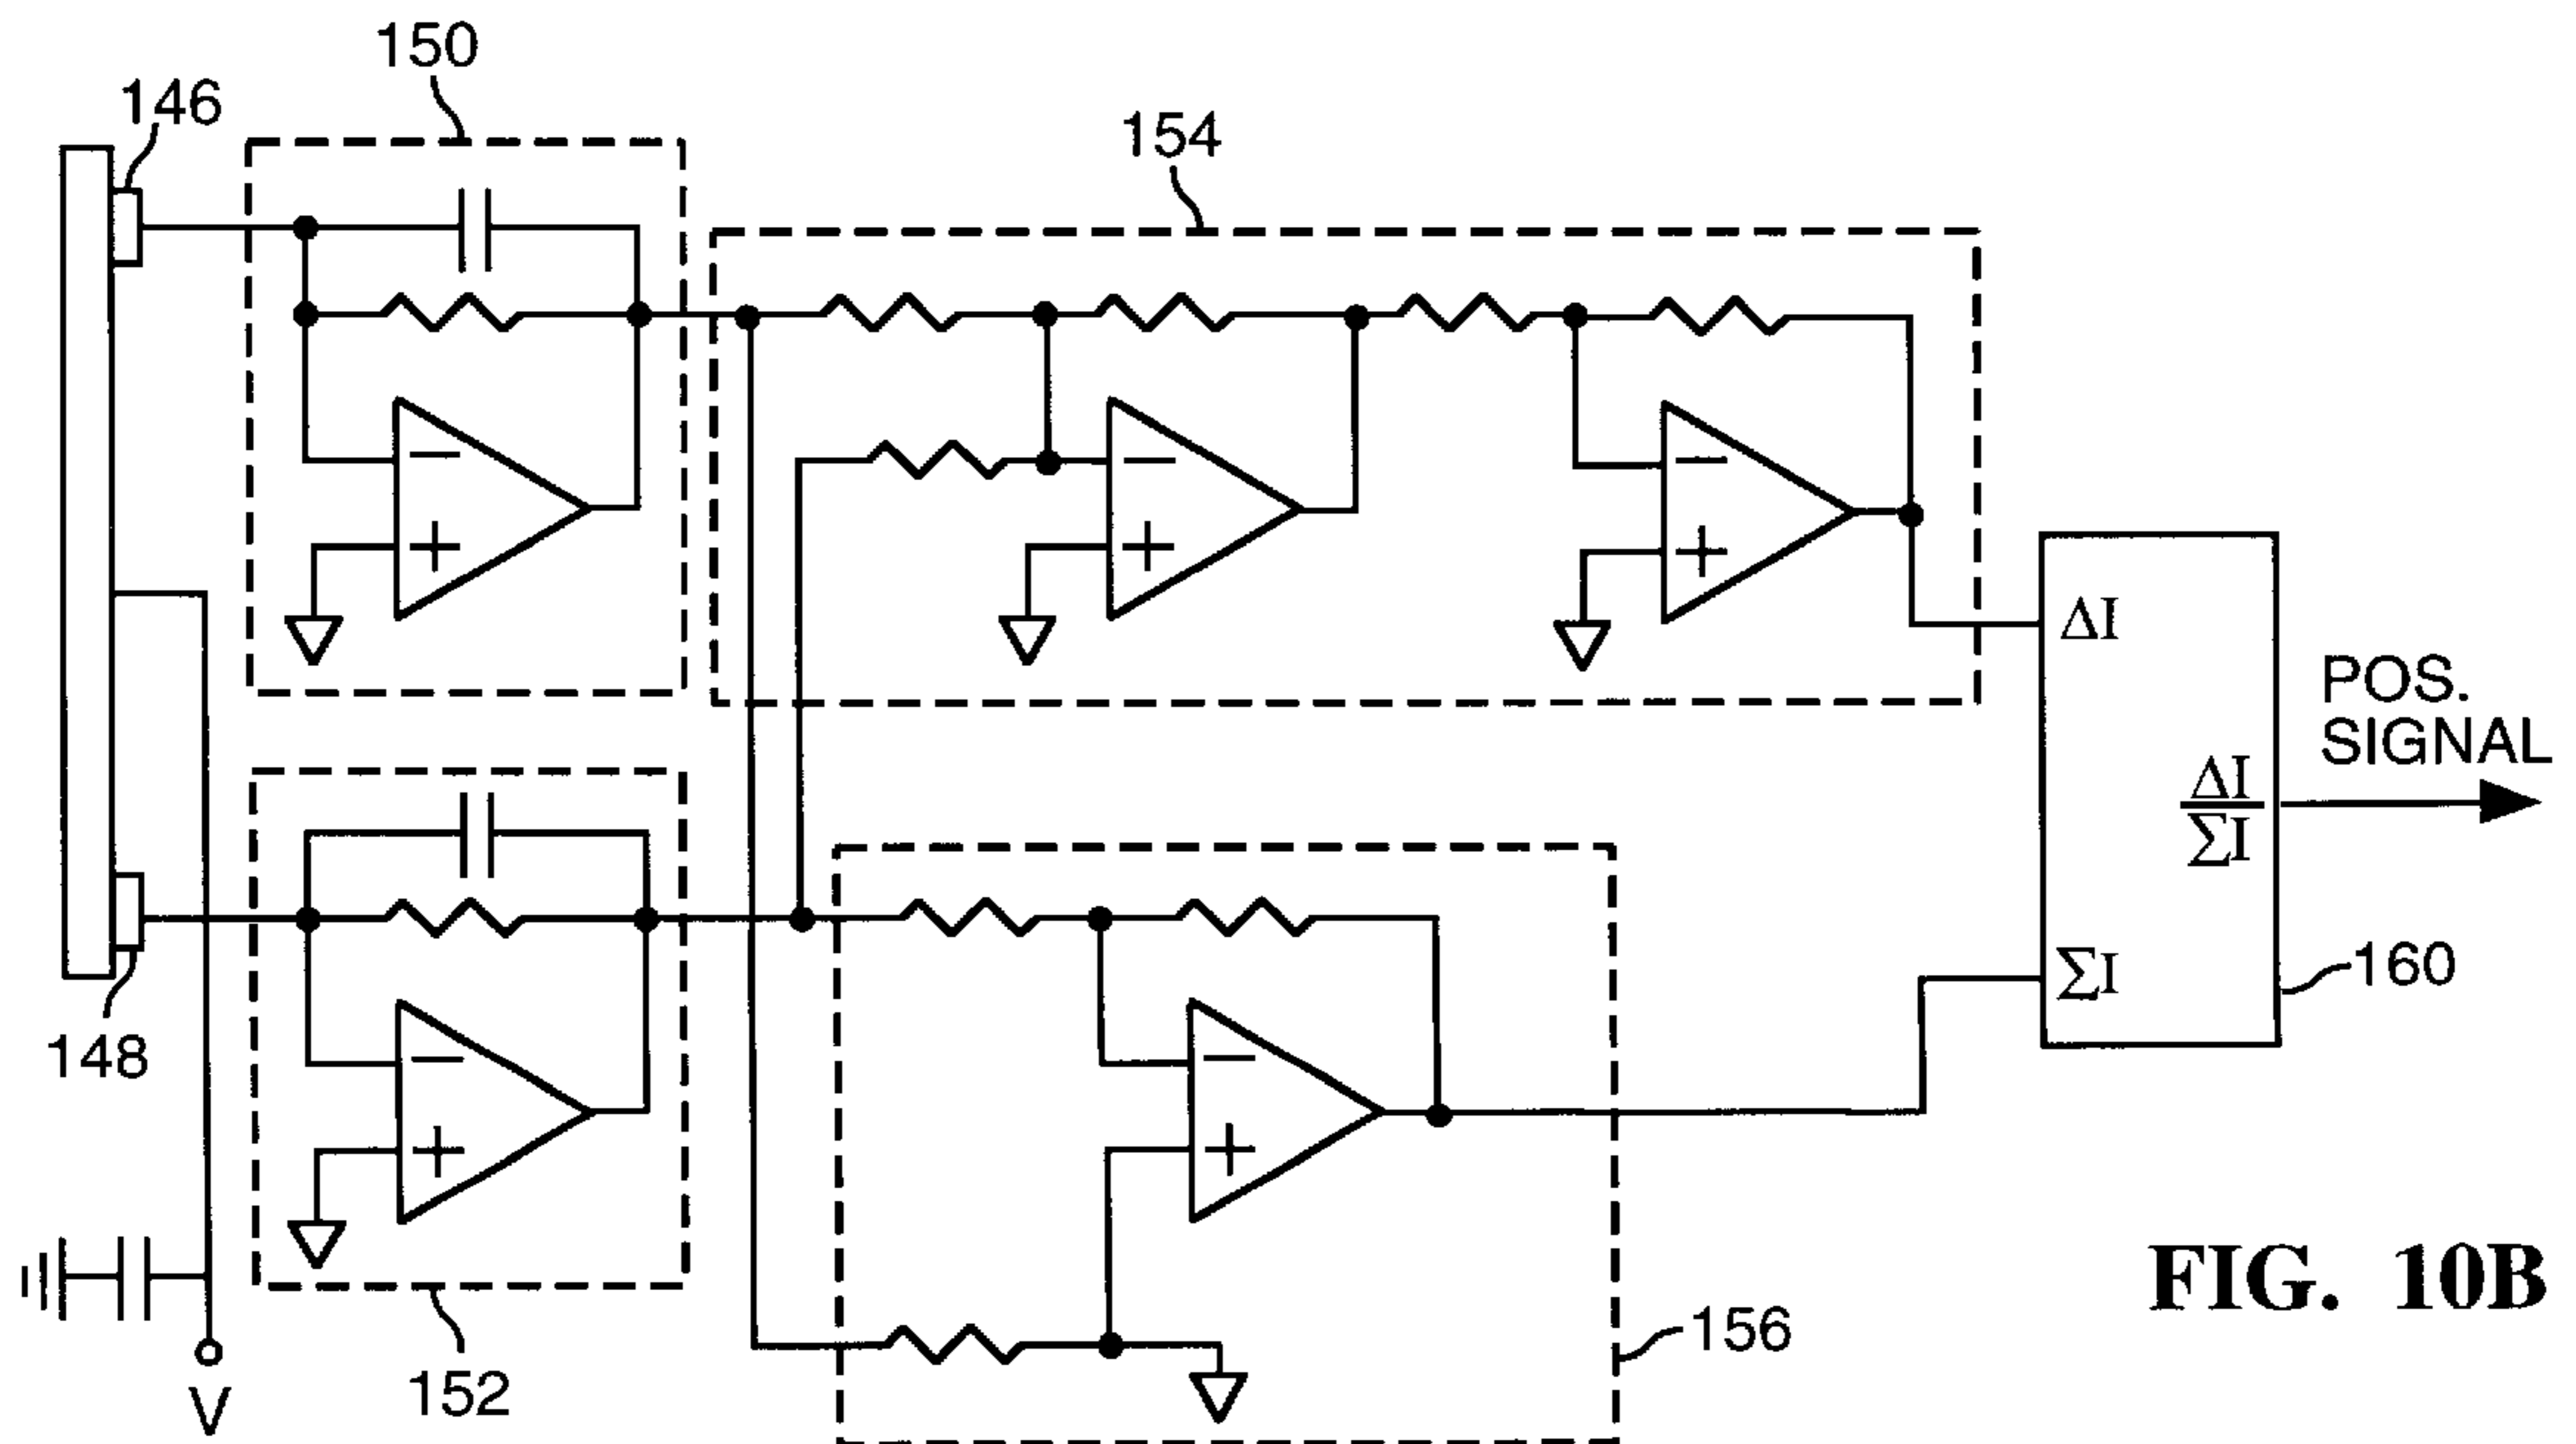 150
146
154
ΔI
POS.
SIGNAL
ΔI
ΣI
ΣI
160
148
156
152
V
FIG. 10B